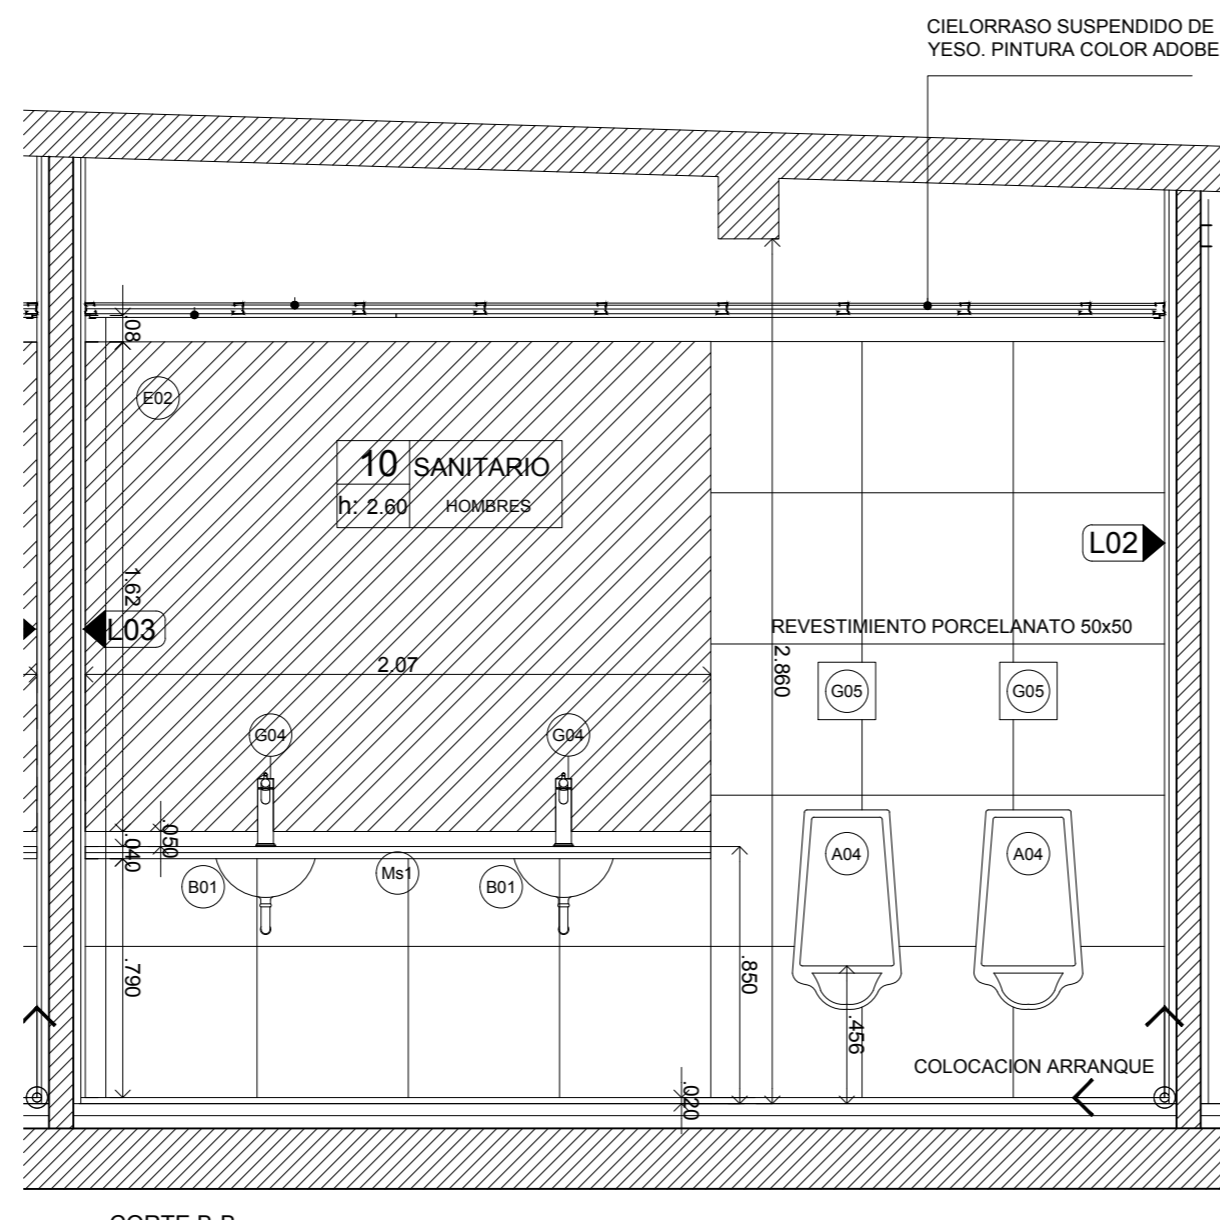 CIELORRASO SUSPENDIDO DE
YESO. PINTURA COLOR ADOBE
.08
E02
10 SANITARIO
h: 2.60 HOMBRES
L02
1.62
L03
REVESTIMIENTO PORCELANATO 50x50
2.07
2.860
G05 G05
G04 G04
.050
.040
A04 A04
B01 Ms1 B01
.790
.850
.456
COLOCACION ARRANQUE
.020
CORTE B-B